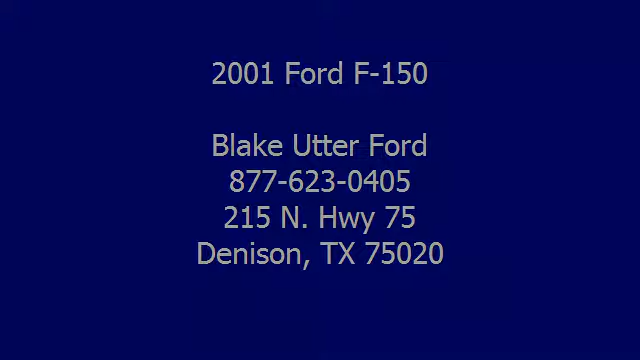 2001 Ford F-150
Blake Utter Ford
877-623-0405
215 N. Hwy 75
Denison, TX 75020